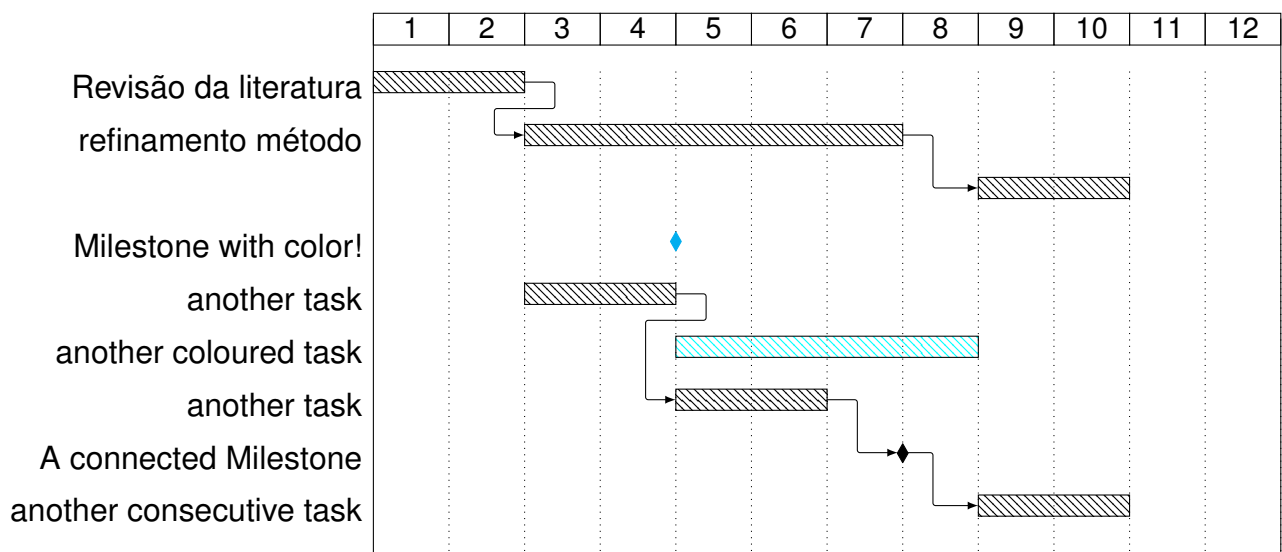 1 2 3 4 5 6 7 8 9 10 11 12
Revisão da literatura
refinamento método
Milestone with color!
another task
another coloured task
another task
A connected Milestone
another consecutive task